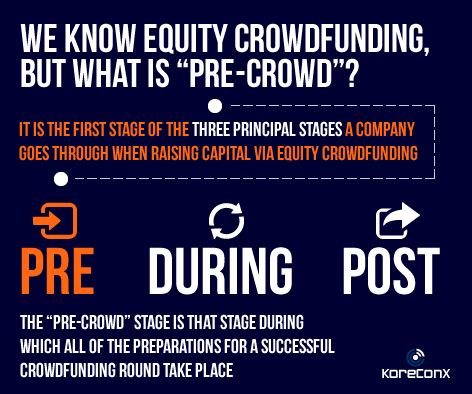 WE KNOW EQUITY CROWDFUNDING,
BUT WHAT IS “PRE-CROWD”?
IT IS THE FIRST STAGE OF THE THREE PRINCIPAL STAGES A COMPANY
GOES THROUGH WHEN RAISING CAPITAL VIA EQUITY CROWDFUNDING
PRE DURING POST
THE “PRE-CROWD” STAGE IS THAT STAGE DURING
WHICH ALL OF THE PREPARATIONS FOR A SUCCESSFUL
CROWDFUNDING ROUND TAKE PLACE
KoreConX